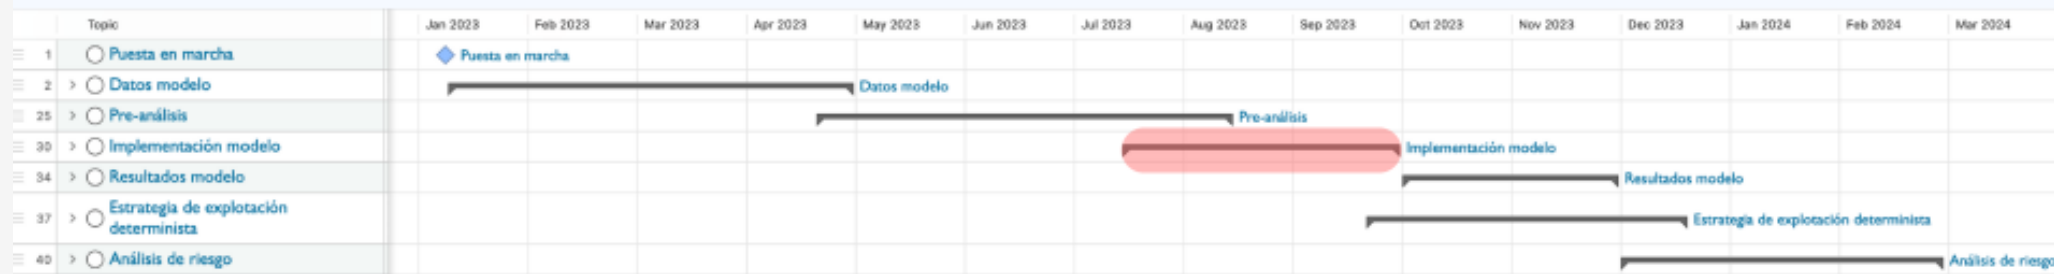 Topic Jan 2023 Feb 2023 Mar 2023 Apr 2023 May 2023 Jun 2023 Jul 2023 Aug 2023 Sep 2023 Oct 2023 Nov 2023 Dec 2023 Jan 2024 Feb 2024 Mar 2024
1 Puesta en marcha Puesta en marcha
2 Datos modelo Datos modelo
25 Pre-análisis Pre-análisis
30 Implementación modelo Implementación modelo
34 Resultados modelo Resultados modelo
37 Estrategia de explotación
determinista Estrategia de explotación determinista
40 Análisis de riesgo Análisis de riesgo